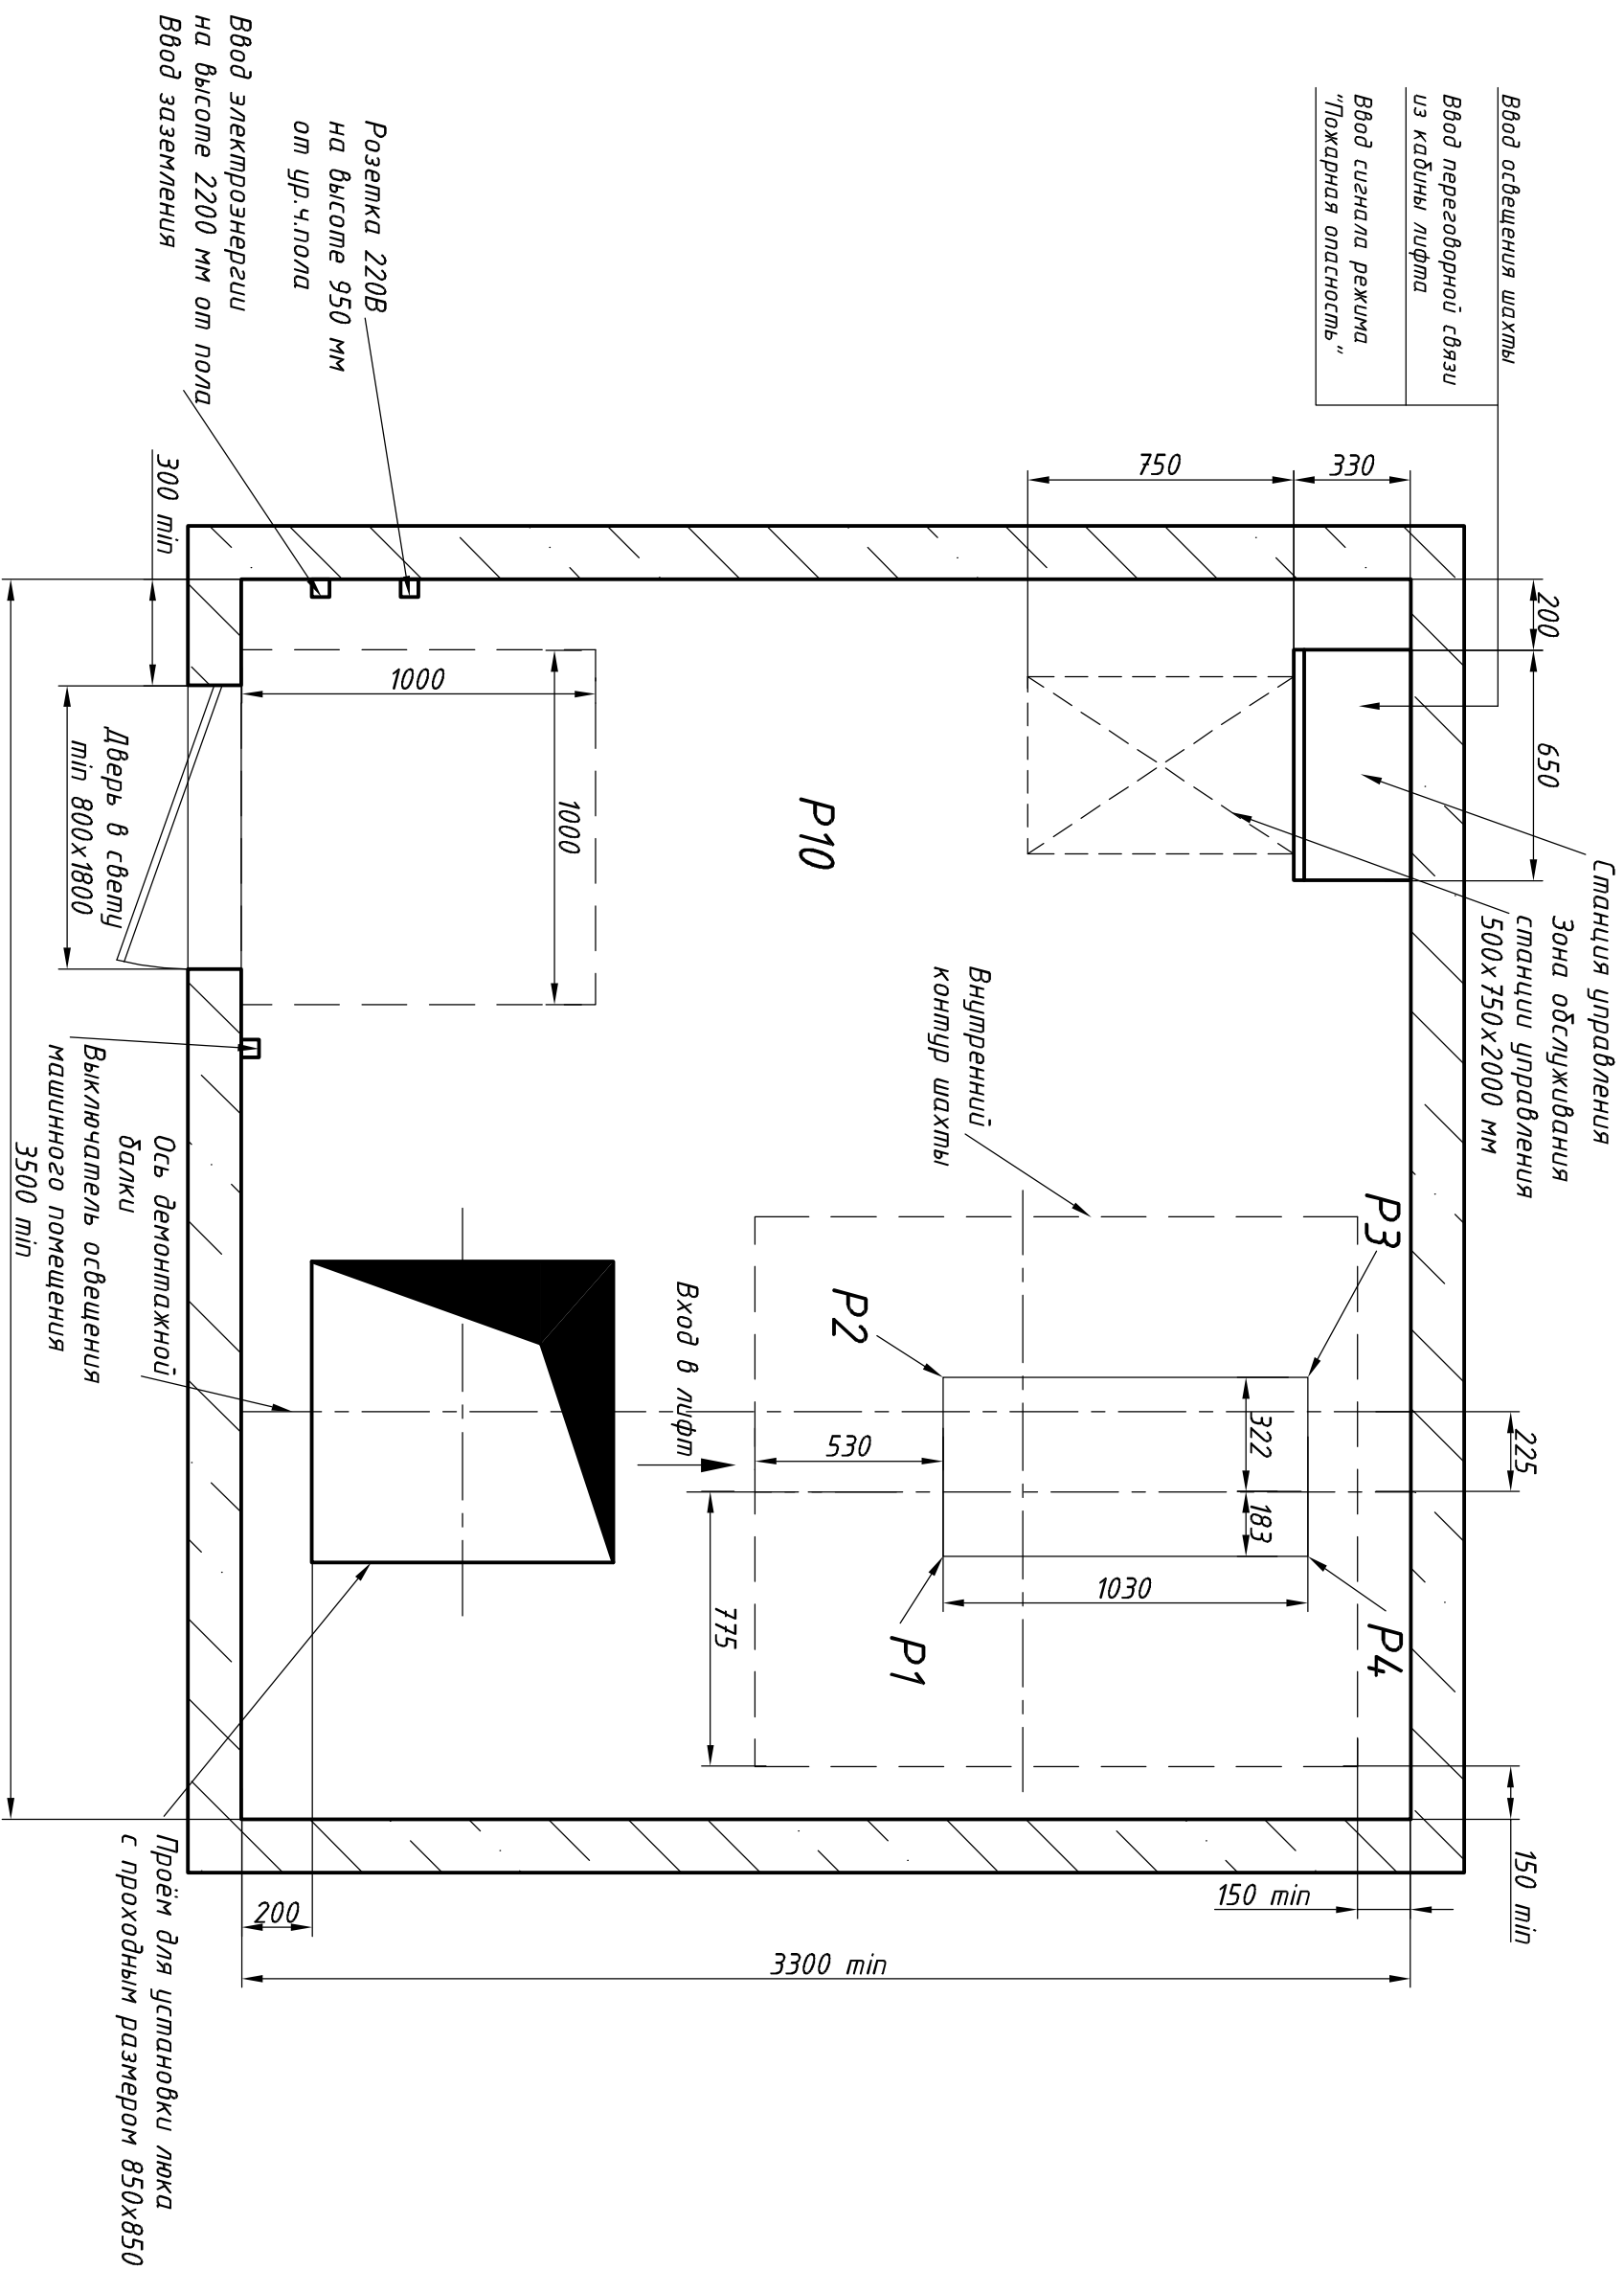 Ввод освещения шахты
Ввод переговорной связи
из кабины лифта
Ввод сигнала режима
"Пожарная опасность"
Станция управления
Зона обслуживания
станции управления
500х750х2000 мм
200
650
225
150 min
330
750
150 min
P3
P4
322
183
1030
Внутренний
контур шахты
P2
P1
530
775
P10
Вход в лифт
3300 min
1000
1000
Розетка 220В
на высоте 950 мм
от ур.ч.пола
Ввод электроэнергии
на высоте 2200 мм от пола
Ввод заземления
200
300 min
Дверь в свету
min 800х1800
Ось демонтажной
балки
Выключатель освещения
машинного помещения
Проём для установки люка
с проходным размером 850х850
3500 min